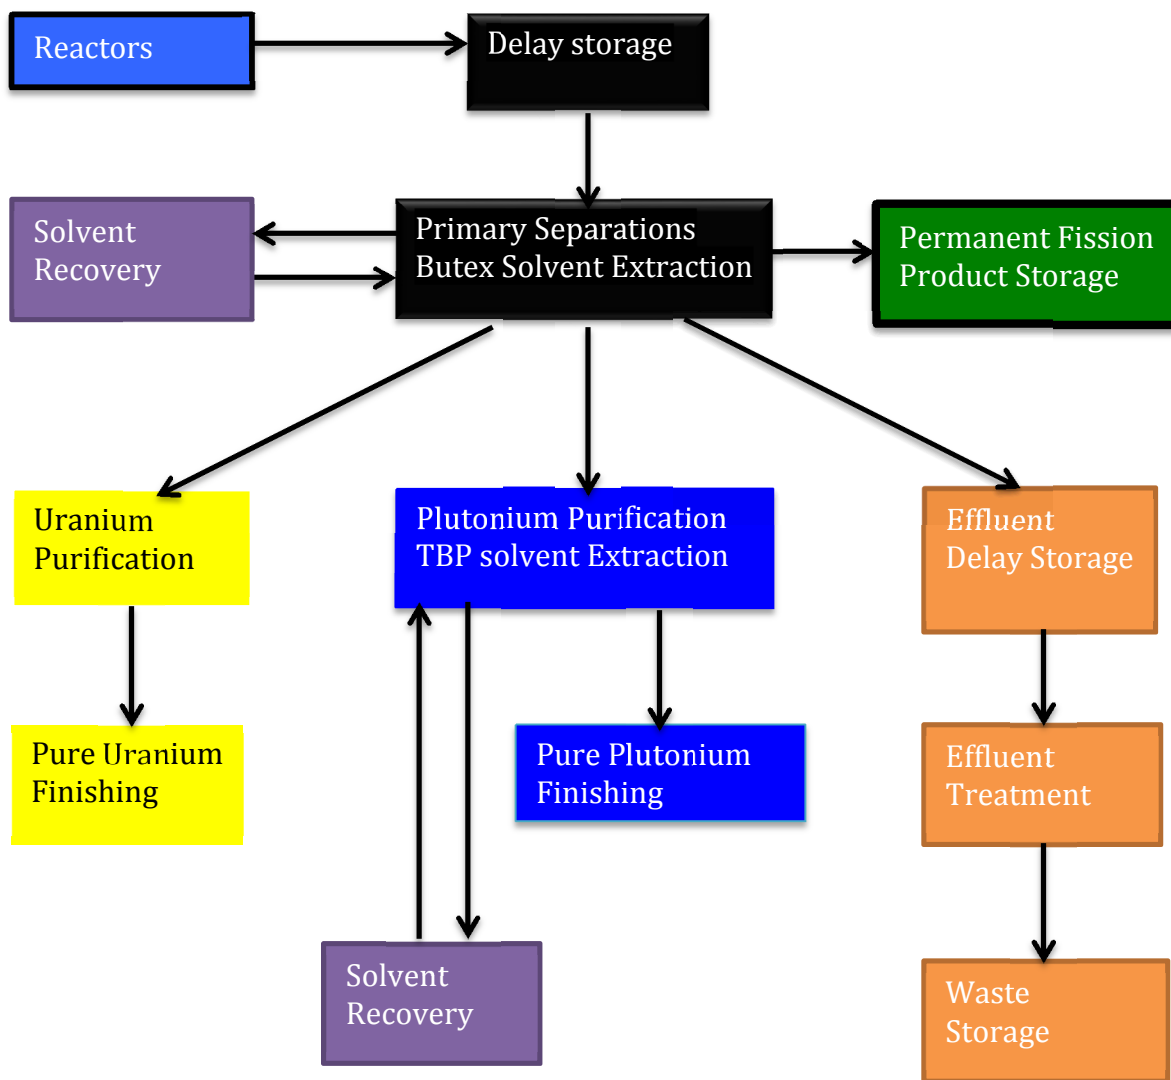 Reactors
Delay storage
Solvent
Recovery
Primary Separations
Butex Solvent Extraction
Permanent Fission
Product Storage
Uranium
Purification
Plutonium Purification
TBP solvent Extraction
Effluent
Delay Storage
Pure Uranium
Finishing
Pure Plutonium
Finishing
Effluent
Treatment
Solvent
Recovery
Waste
Storage